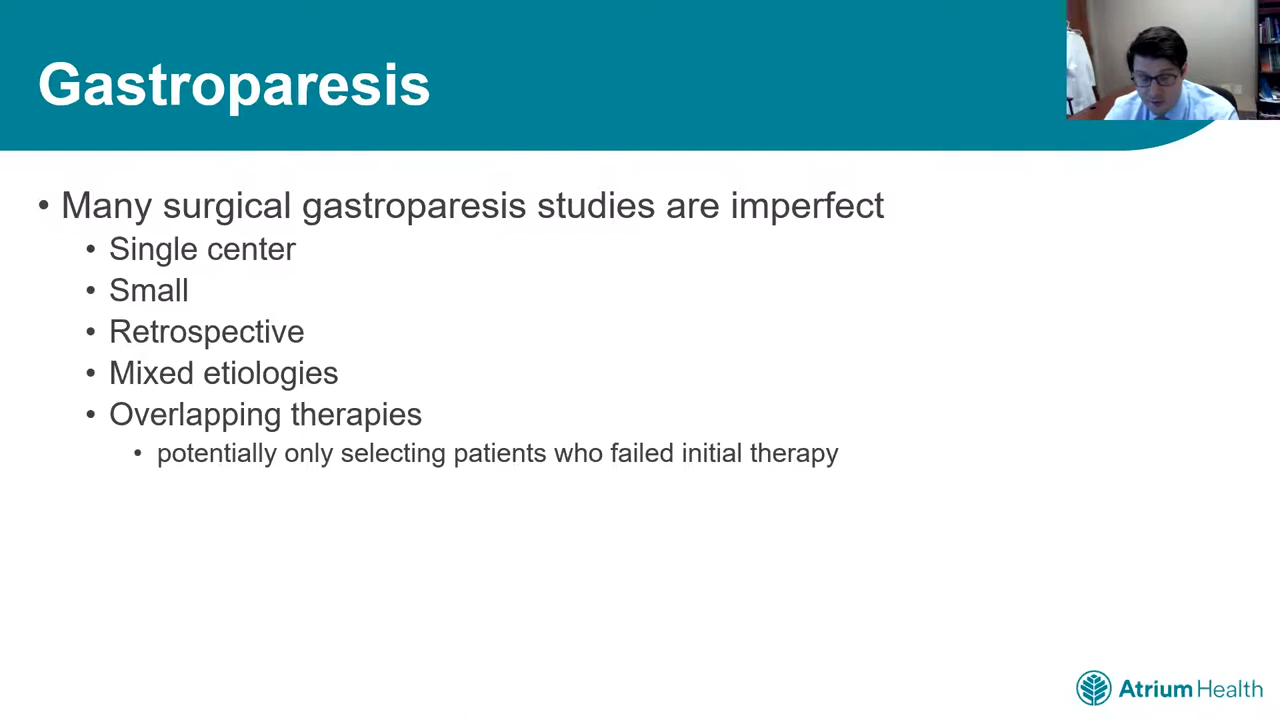 Gastroparesis
• Many surgical gastroparesis studies are imperfect
• Single center
• Small
• Retrospective
• Mixed etiologies
• Overlapping therapies
• potentially only selecting patients who failed initial therapy
Atrium Health